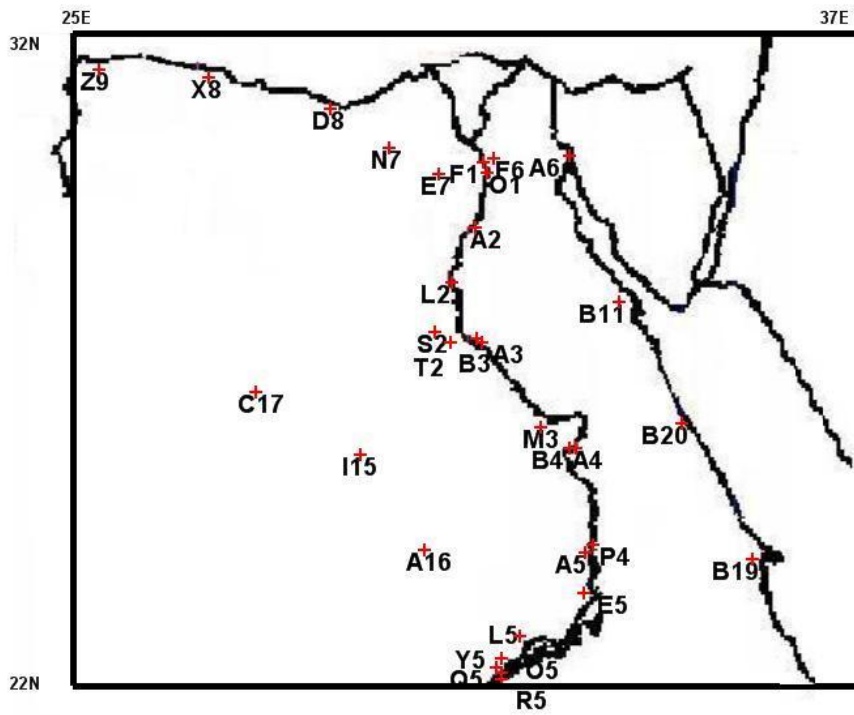 25E 37E
32N
Z9
X8
D8
N7
E7 F1 F6 A6
O1
A2
L2
B11
S2
T2 B3 A3
C17
M3 B20
B4 A4
I15
A16 A5 P4
B19
E5
L5
Y5 O5
Q5
22N
R5